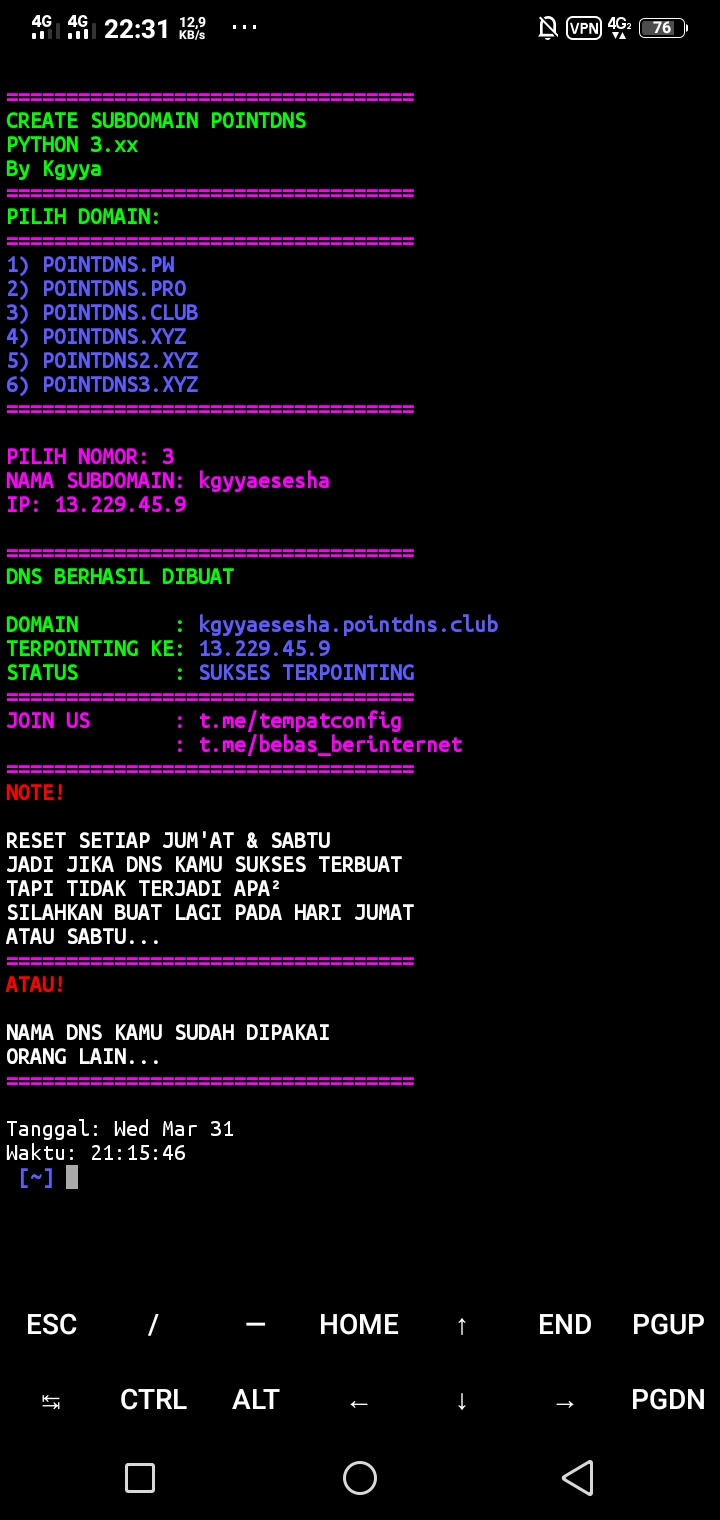 4G 4G 22:31 12,9 KB/s ... VPN 4G² 76
==================================
CREATE SUBDOMAIN POINTDNS
PYTHON 3.xx
By Kgyya
==================================
PILIH DOMAIN:
==================================
1) POINTDNS.PW
2) POINTDNS.PRO
3) POINTDNS.CLUB
4) POINTDNS.XYZ
5) POINTDNS2.XYZ
6) POINTDNS3.XYZ
==================================
PILIH NOMOR: 3
NAMA SUBDOMAIN: kgyyaesesha
IP: 13.229.45.9
==================================
DNS BERHASIL DIBUAT
DOMAIN        : kgyyaesesha.pointdns.club
TERPOINTING KE: 13.229.45.9
STATUS        : SUKSES TERPOINTING
==================================
JOIN US       : t.me/tempatconfig
              : t.me/bebas_berinternet
==================================
NOTE!
RESET SETIAP JUM'AT & SABTU
JADI JIKA DNS KAMU SUKSES TERBUAT
TAPI TIDAK TERJADI APA²
SILAHKAN BUAT LAGI PADA HARI JUMAT
ATAU SABTU...
==================================
ATAU!
NAMA DNS KAMU SUDAH DIPAKAI
ORANG LAIN...
==================================
Tanggal: Wed Mar 31
Waktu: 21:15:46
[~]
ESC / — HOME ↑ END PGUP
↹ CTRL ALT ← ↓ → PGDN